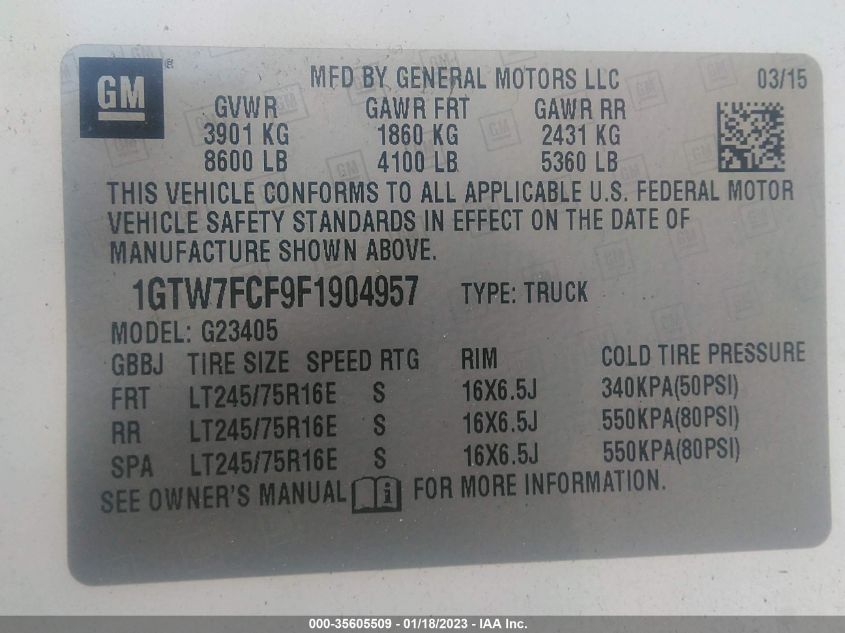 GM ®
MFD BY GENERAL MOTORS LLC 03/15
GVWR GAWR FRT GAWR RR
3901 KG 1860 KG 2431 KG
8600 LB 4100 LB 5360 LB
THIS VEHICLE CONFORMS TO ALL APPLICABLE U.S. FEDERAL MOTOR
VEHICLE SAFETY STANDARDS IN EFFECT ON THE DATE OF
MANUFACTURE SHOWN ABOVE.
1GTW7FCF9F1904957 TYPE: TRUCK
MODEL: G23405
GBBJ TIRE SIZE SPEED RTG RIM COLD TIRE PRESSURE
FRT LT245/75R16E S 16X6.5J 340KPA(50PSI)
RR LT245/75R16E S 16X6.5J 550KPA(80PSI)
SPA LT245/75R16E S 16X6.5J 550KPA(80PSI)
SEE OWNER'S MANUAL i FOR MORE INFORMATION.
000-35605509 - 01/18/2023 - IAA Inc.